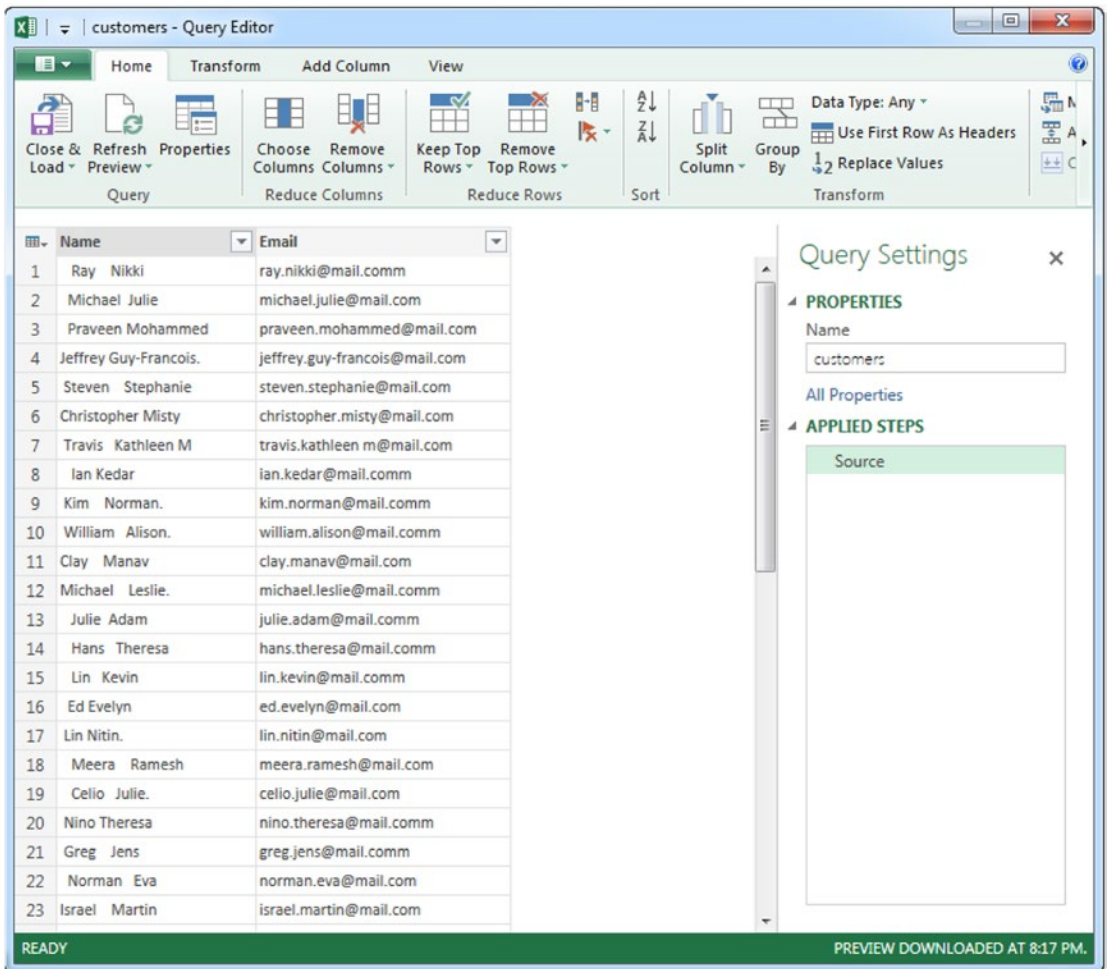 customers - Query Editor
Home Transform Add Column View
Close & Load Refresh Preview Properties
Query
Choose Columns Remove Columns
Reduce Columns
Keep Top Rows Remove Top Rows
Reduce Rows
Sort
Split Column Group By
Data Type: Any
Use First Row As Headers
Replace Values
Transform
Name Email
1 Ray Nikki ray.nikki@mail.comm
2 Michael Julie michael.julie@mail.com
3 Praveen Mohammed praveen.mohammed@mail.com
4 Jeffrey Guy-Francois. jeffrey.guy-francois@mail.com
5 Steven Stephanie steven.stephanie@mail.com
6 Christopher Misty christopher.misty@mail.com
7 Travis Kathleen M travis.kathleen m@mail.com
8 Ian Kedar ian.kedar@mail.comm
9 Kim Norman. kim.norman@mail.comm
10 William Alison. william.alison@mail.comm
11 Clay Manav clay.manav@mail.com
12 Michael Leslie. michael.leslie@mail.comm
13 Julie Adam julie.adam@mail.comm
14 Hans Theresa hans.theresa@mail.comm
15 Lin Kevin lin.kevin@mail.comm
16 Ed Evelyn ed.evelyn@mail.com
17 Lin Nitin. lin.nitin@mail.com
18 Meera Ramesh meera.ramesh@mail.com
19 Celio Julie. celio.julie@mail.com
20 Nino Theresa nino.theresa@mail.comm
21 Greg Jens greg.jens@mail.comm
22 Norman Eva norman.eva@mail.com
23 Israel Martin israel.martin@mail.com
Query Settings
PROPERTIES
Name
customers
All Properties
APPLIED STEPS
Source
READY
PREVIEW DOWNLOADED AT 8:17 PM.